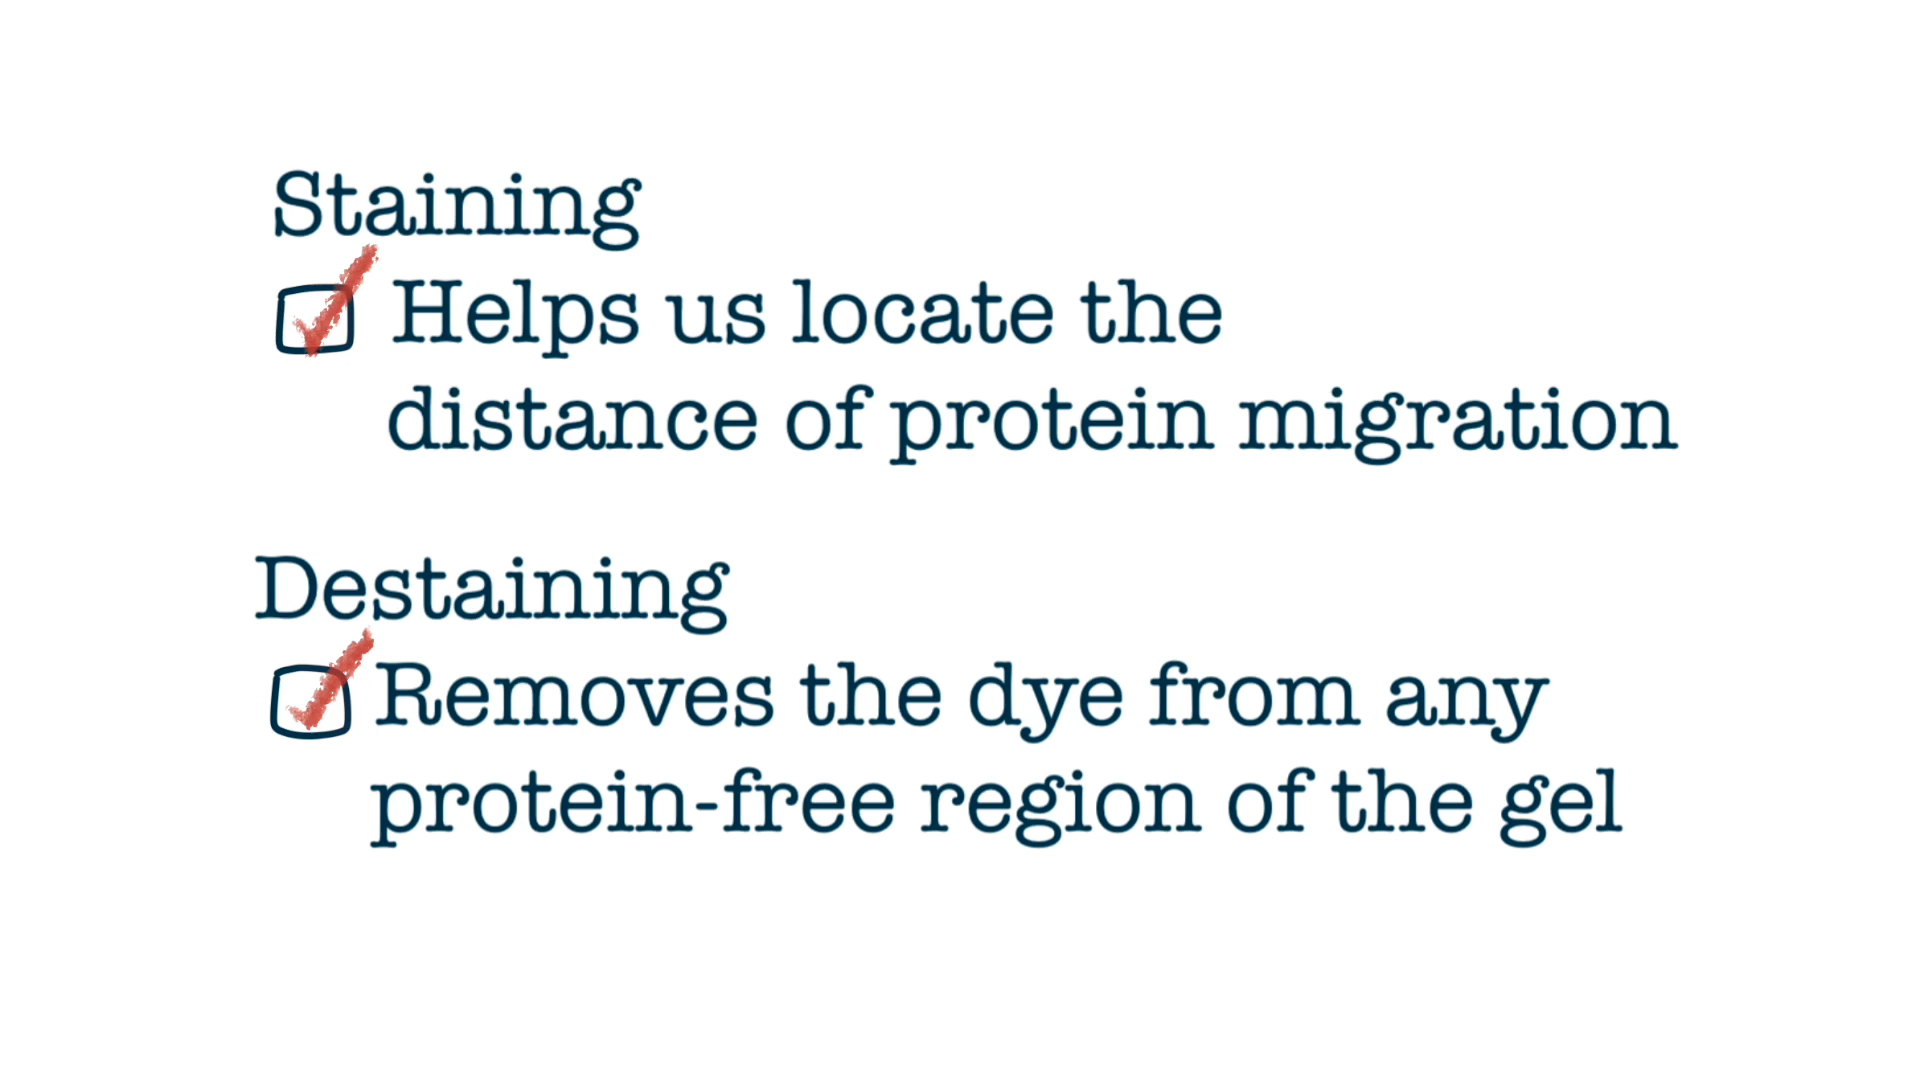 Staining
Helps us locate the
distance of protein migration
Destaining
Removes the dye from any
protein-free region of the gel